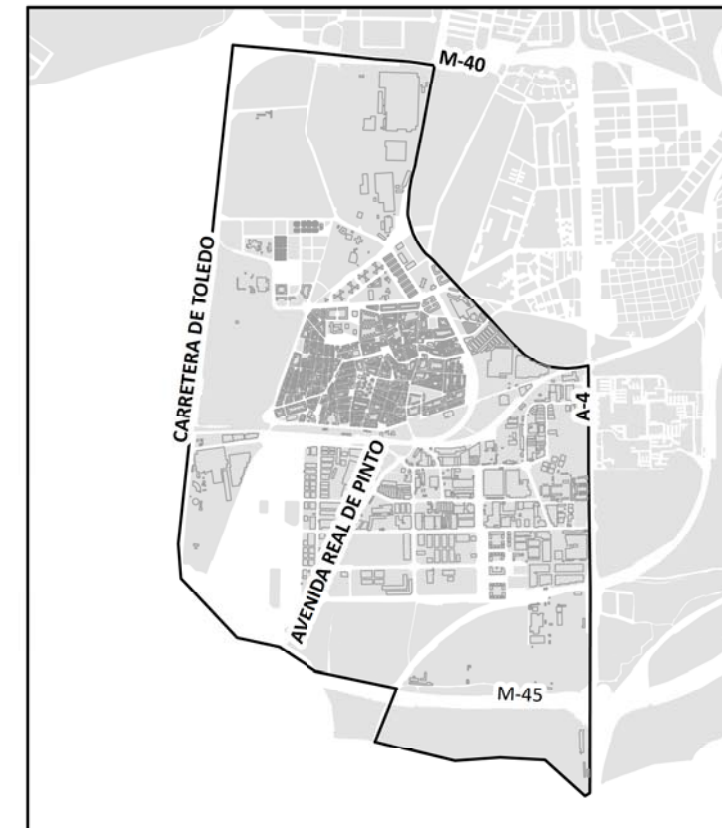 M-40
CARRETERA DE TOLEDO
A-4
AVENIDA REAL DE PINTO
M-45